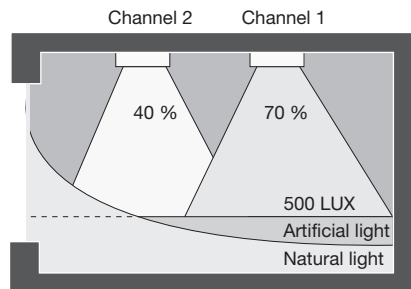 Channel 2 Channel 1
40 % 70 %
500 LUX
Artificial light
Natural light